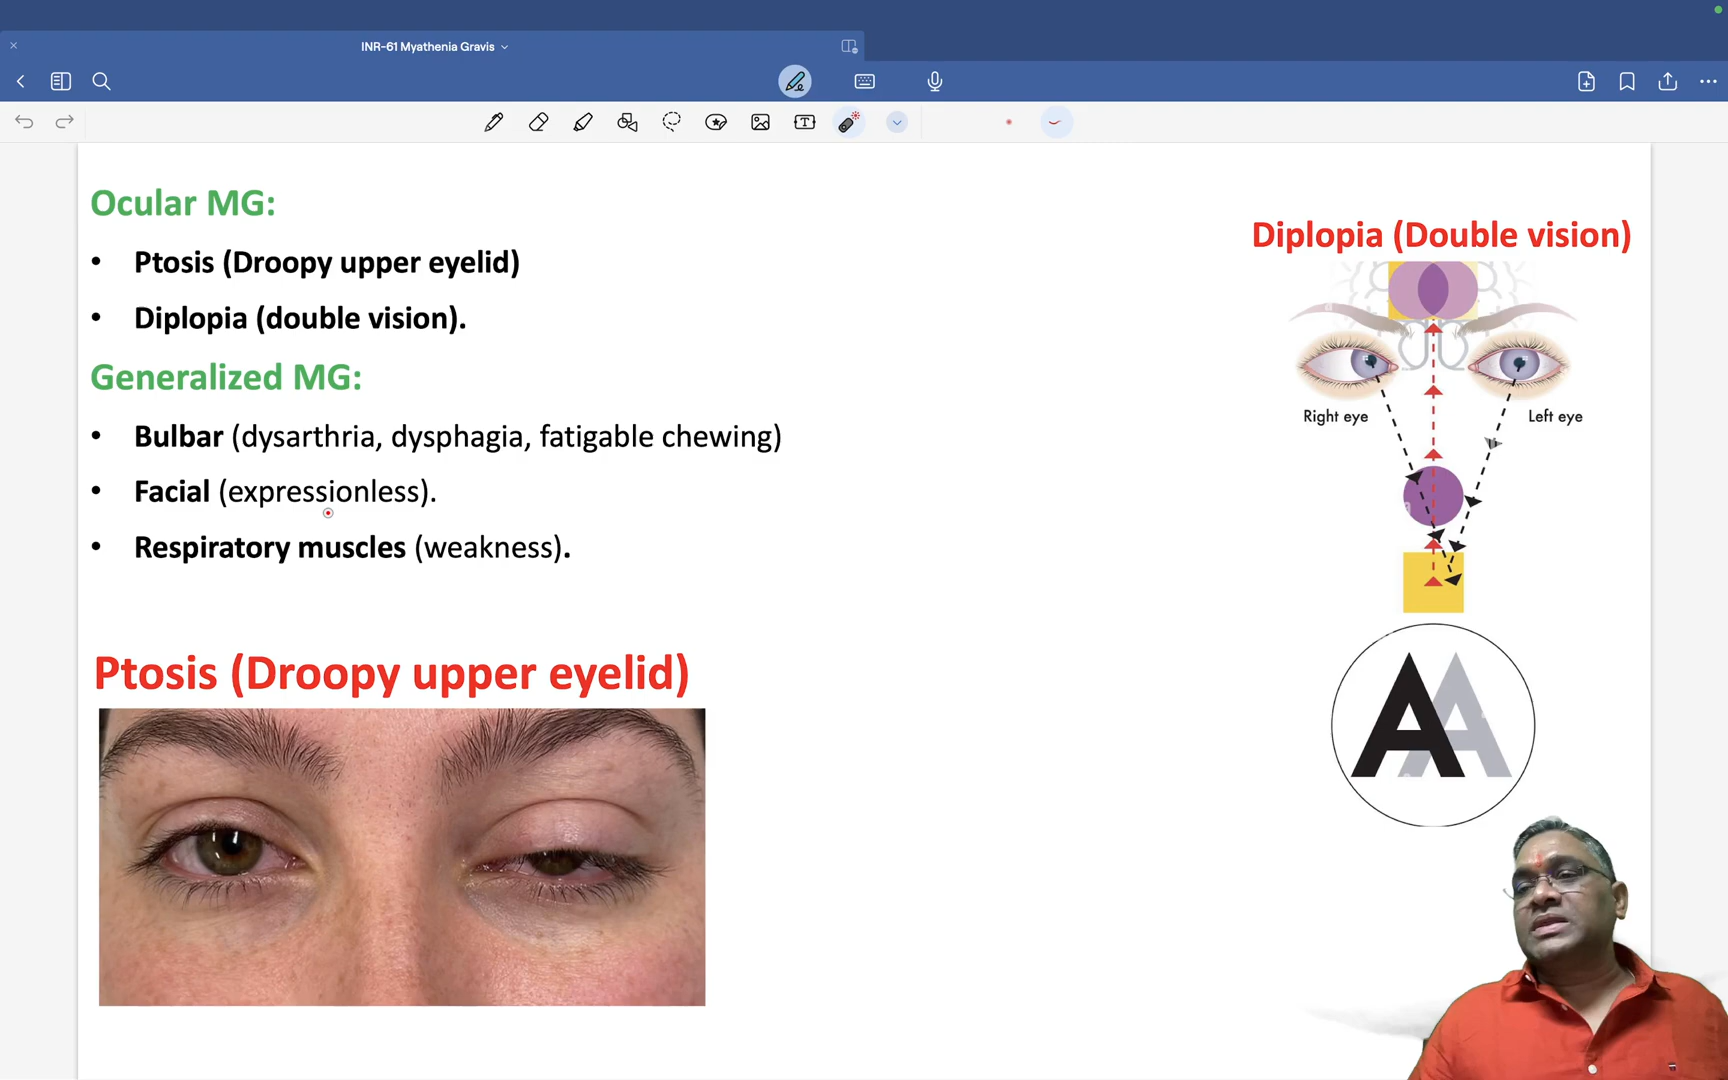 INR-61 Myathenia Gravis
Ocular MG:
• Ptosis (Droopy upper eyelid)
• Diplopia (double vision).
Generalized MG:
• Bulbar (dysarthria, dysphagia, fatigable chewing)
• Facial (expressionless).
• Respiratory muscles (weakness).
Ptosis (Droopy upper eyelid)
Diplopia (Double vision)
Right eye
Left eye
A A